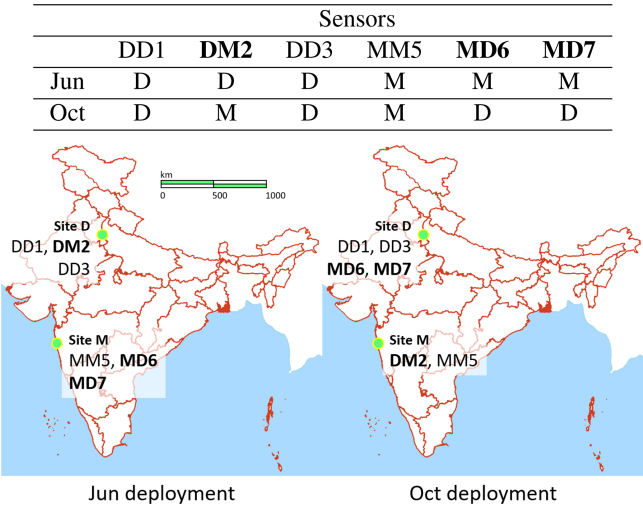 Sensors
DD1 DM2 DD3 MM5 MD6 MD7
Jun D D D M M M
Oct D M D M D D
km
0 500 1000
Site D
DD1, DM2
DD3
Site M
MM5, MD6
MD7
Jun deployment
Site D
DD1, DD3
MD6, MD7
Site M
DM2, MM5
Oct deployment